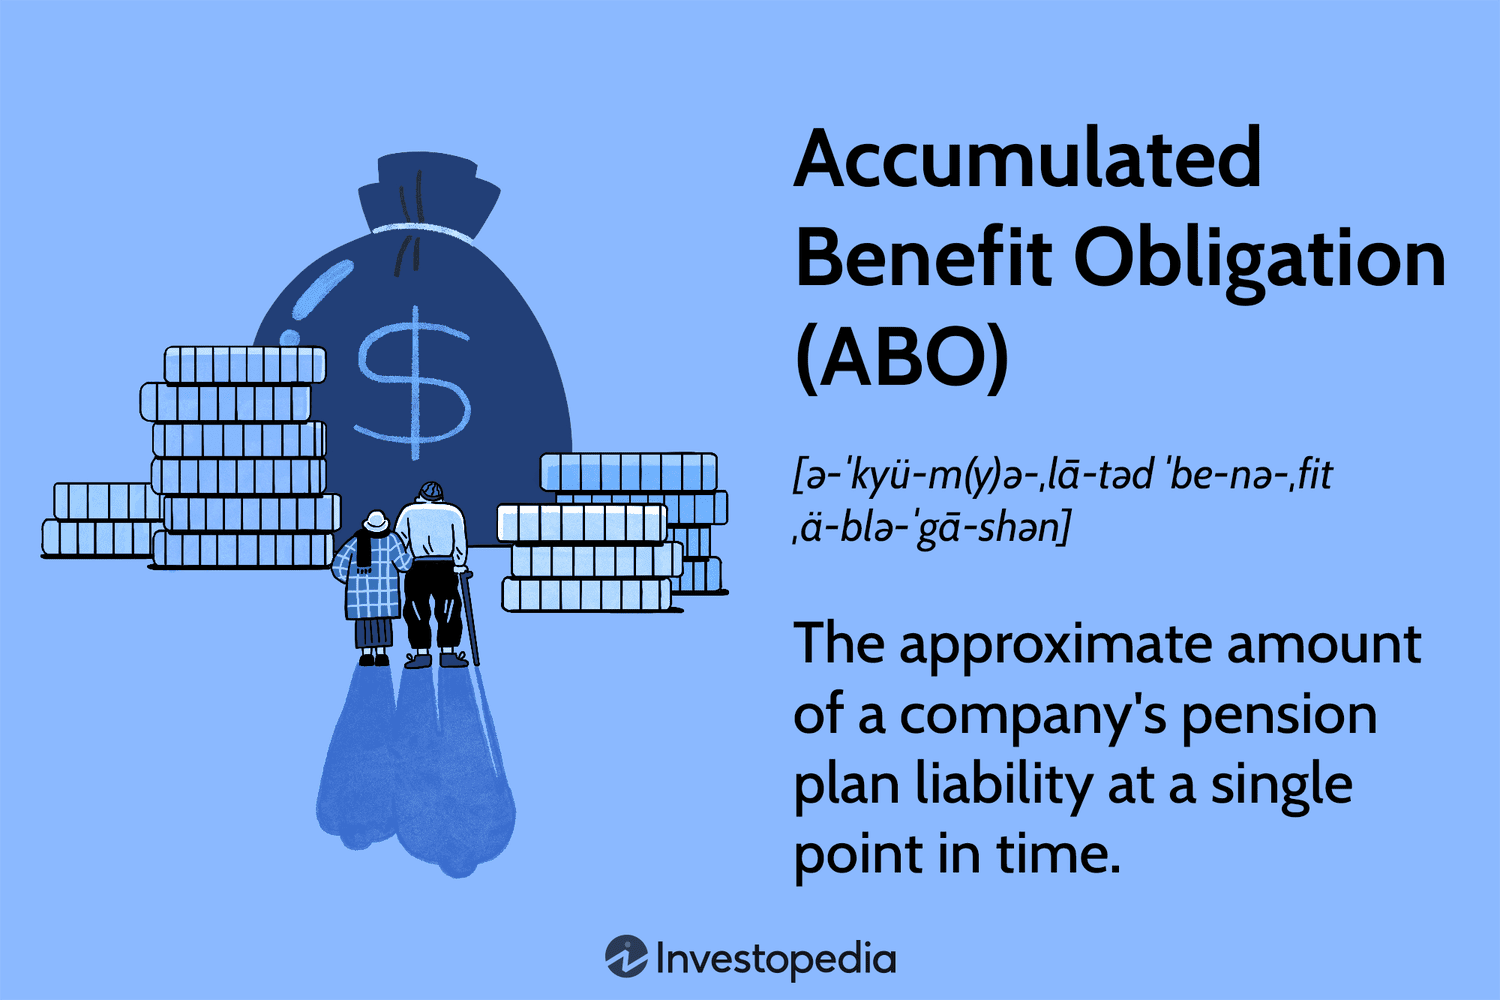 Accumulated
Benefit Obligation
(ABO)
[ə-ˈkyü-m(y)ə-ˌlā-təd ˈbe-nə-ˌfit
ˌä-blə-ˈgā-shən]
The approximate amount
of a company's pension
plan liability at a single
point in time.
$
Investopedia